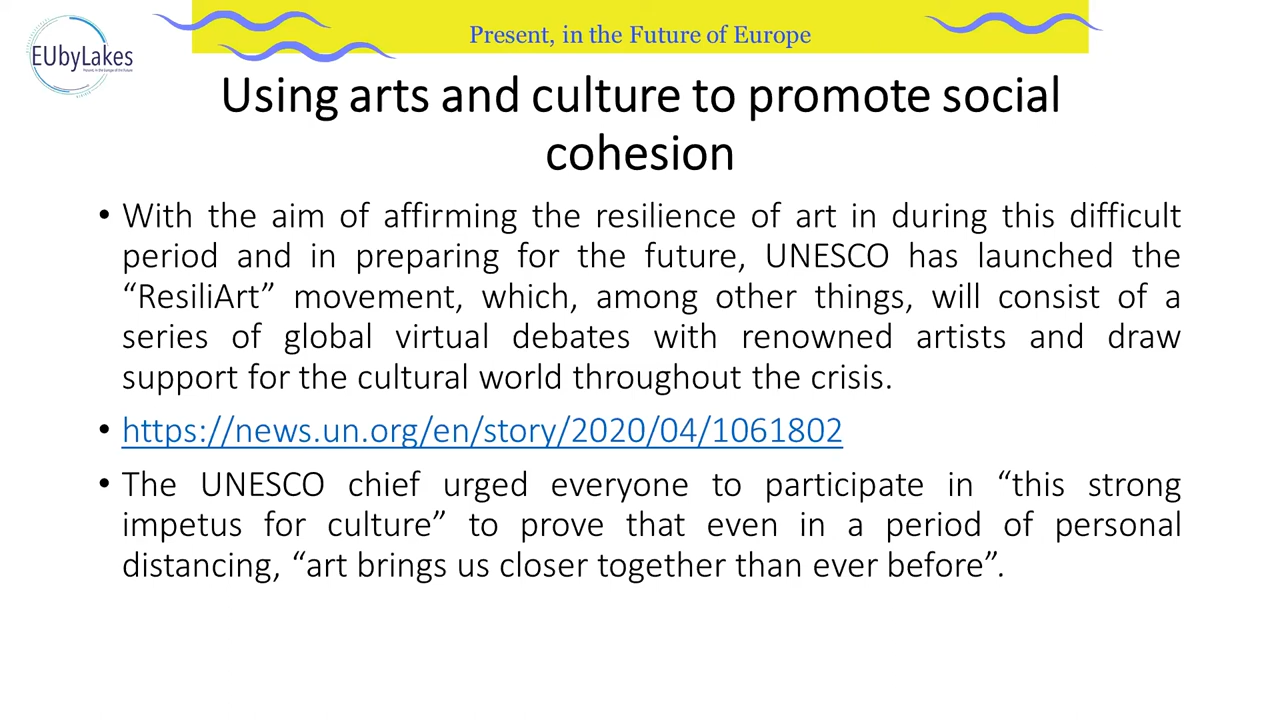 EUbyLakes
Present, in the Future of Europe
Using arts and culture to promote social
cohesion
• With the aim of affirming the resilience of art in during this difficult
period and in preparing for the future, UNESCO has launched the
“ResiliArt” movement, which, among other things, will consist of a
series of global virtual debates with renowned artists and draw
support for the cultural world throughout the crisis.
• https://news.un.org/en/story/2020/04/1061802
• The UNESCO chief urged everyone to participate in “this strong
impetus for culture” to prove that even in a period of personal
distancing, “art brings us closer together than ever before”.